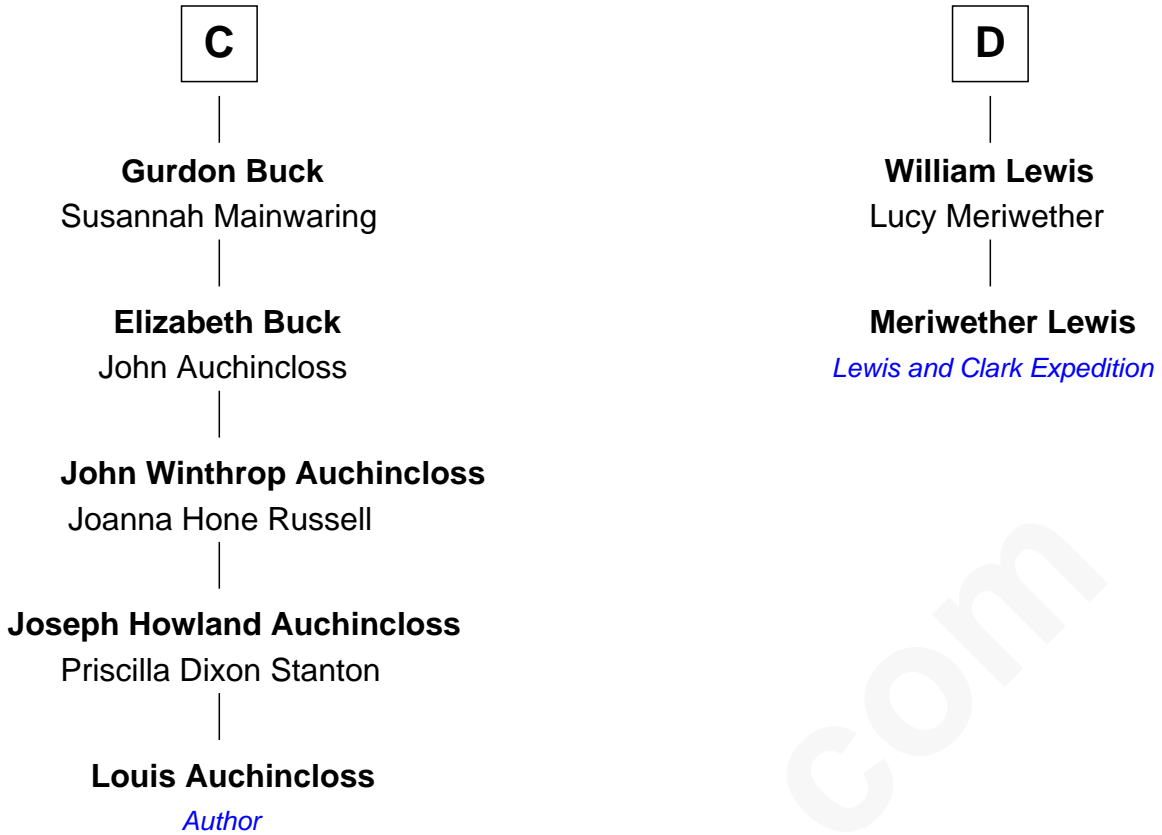 C
Gurdon Buck
Susannah Mainwaring
Elizabeth Buck
John Auchincloss
John Winthrop Auchincloss
Joanna Hone Russell
Joseph Howland Auchincloss
Priscilla Dixon Stanton
Louis Auchincloss
Author
D
William Lewis
Lucy Meriwether
Meriwether Lewis
Lewis and Clark Expedition
com